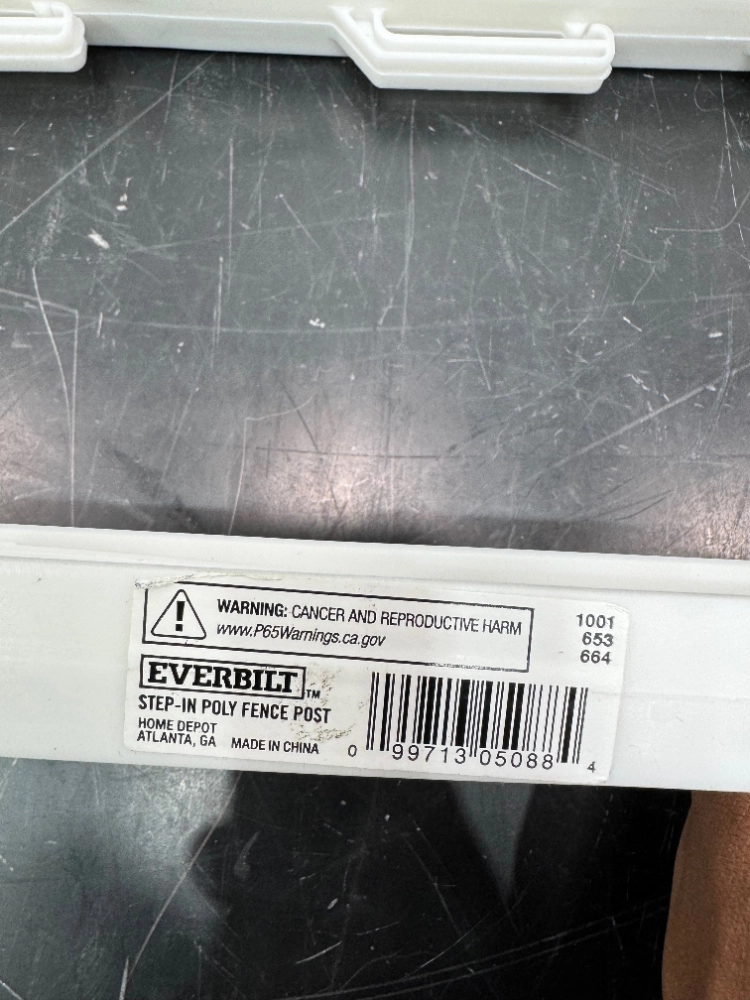 WARNING: CANCER AND REPRODUCTIVE HARM
www.P65Warnings.ca.gov
1001
653
664
EVERBILT™
STEP-IN POLY FENCE POST
HOME DEPOT
ATLANTA, GA MADE IN CHINA
0 99713 05088 4